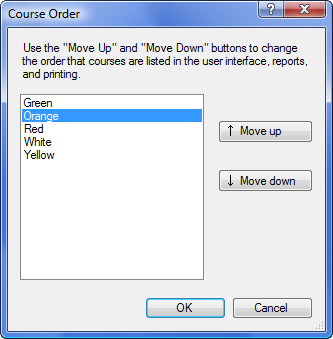 Course Order
Use the "Move Up" and "Move Down" buttons to change
the order that courses are listed in the user interface, reports,
and printing.
Green
Orange
Red
White
Yellow
↑ Move up
↓ Move down
OK
Cancel